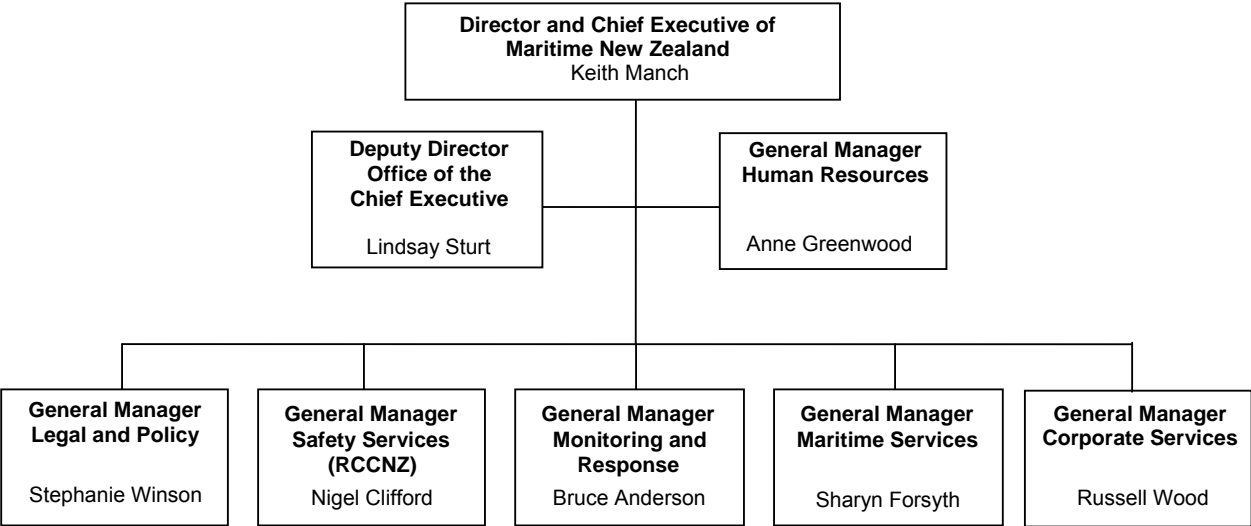 Director and Chief Executive of
Maritime New Zealand
Keith Manch
Deputy Director
Office of the
Chief Executive
Lindsay Sturt
General Manager
Human Resources
Anne Greenwood
General Manager
Legal and Policy
Stephanie Winson
General Manager
Safety Services
(RCCNZ)
Nigel Clifford
General Manager
Monitoring and
Response
Bruce Anderson
General Manager
Maritime Services
Sharyn Forsyth
General Manager
Corporate Services
Russell Wood